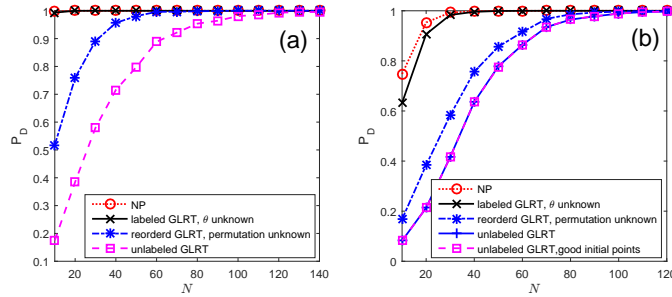 (a)
1
0.9
0.8
0.7
0.6
0.5
0.4
0.3
0.2
0.1
P_D
NP
labeled GLRT, θ unknown
reorderd GLRT, permutation unknown
unlabeled GLRT
20 40 60 80 100 120 140
N
(b)
1
0.8
0.6
0.4
0.2
0
P_D
NP
labeled GLRT, θ unknown
reorderd GLRT, permutation unknown
unlabeled GLRT
unlabeled GLRT,good initial points
20 40 60 80 100 120
N